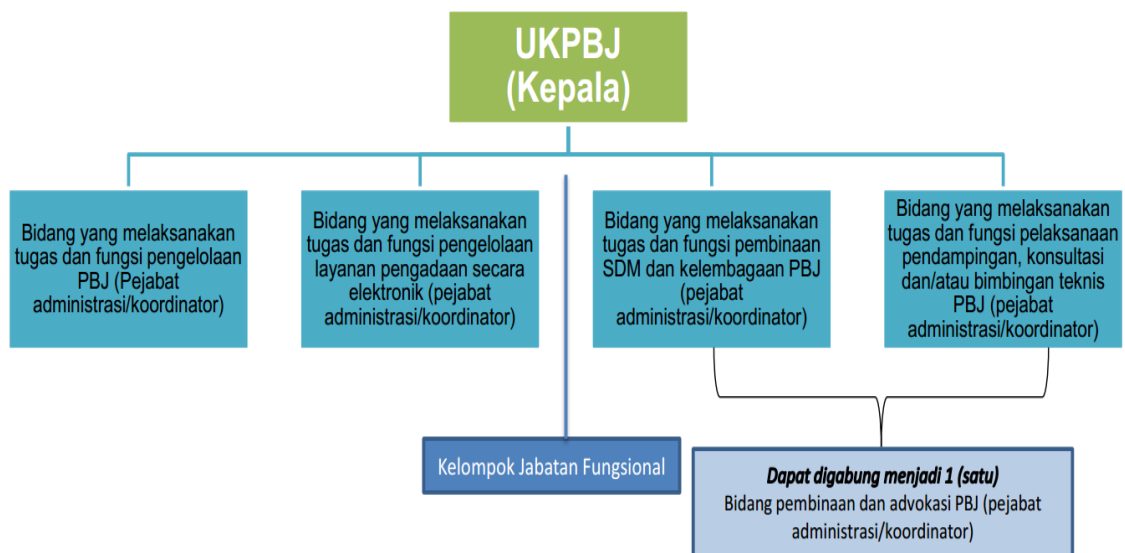 UKPBJ
(Kepala)
Bidang yang melaksanakan
tugas dan fungsi pengelolaan
PBJ (Pejabat
administrasi/koordinator)
Bidang yang melaksanakan
tugas dan fungsi pengelolaan
layanan pengadaan secara
elektronik (pejabat
administrasi/koordinator)
Bidang yang melaksanakan
tugas dan fungsi pembinaan
SDM dan kelembagaan PBJ
(pejabat
administrasi/koordinator)
Bidang yang melaksanakan
tugas dan fungsi pelaksanaan
pendampingan, konsultasi
dan/atau bimbingan teknis
PBJ (pejabat
administrasi/koordinator)
Kelompok Jabatan Fungsional
Dapat digabung menjadi 1 (satu)
Bidang pembinaan dan advokasi PBJ (pejabat
administrasi/koordinator)